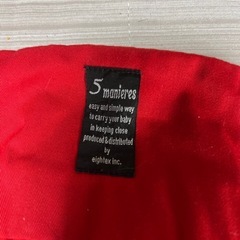 5 manieres
easy and simple way
to carry your baby
in keeping close
produced & distributed
by
eightex inc.